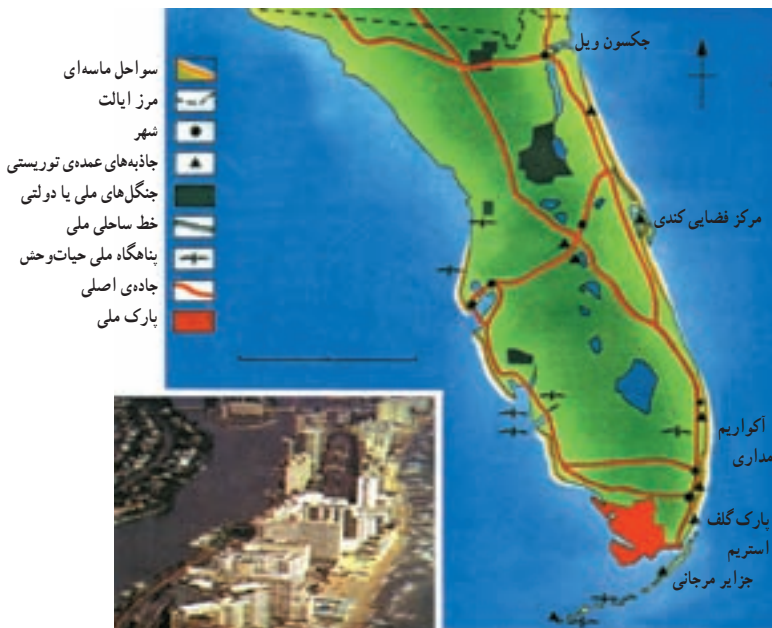 جکسون ویل
سواحل ماسه‌ای
مرز ایالت
شهر
جاذبه‌های عمده‌ی توریستی
جنگل‌های ملی یا دولتی
خط ساحلی ملی
پناهگاه ملی حیات‌وحش
جاده‌ی اصلی
پارک ملی
مرکز فضایی کندی
آکواریم
مداری
پارک گلف
استریم
جزایر مرجانی